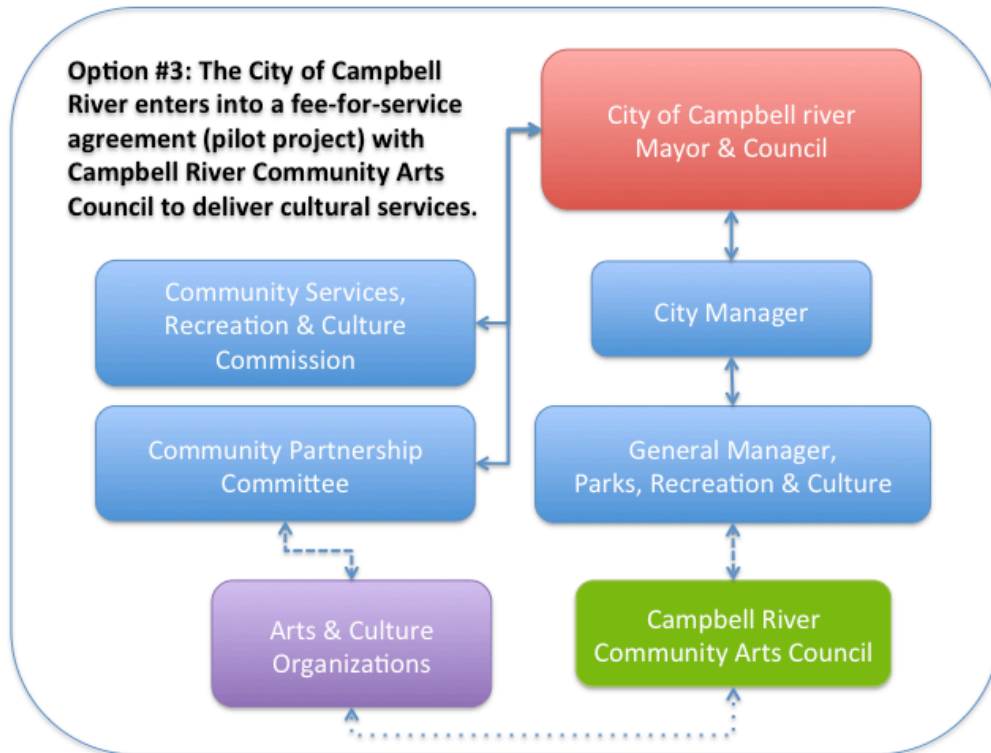 Option #3: The City of Campbell
River enters into a fee-for-service
agreement (pilot project) with
Campbell River Community Arts
Council to deliver cultural services.
City of Campbell river
Mayor & Council
Community Services,
Recreation & Culture
Commission
City Manager
Community Partnership
Committee
General Manager,
Parks, Recreation & Culture
Arts & Culture
Organizations
Campbell River
Community Arts Council